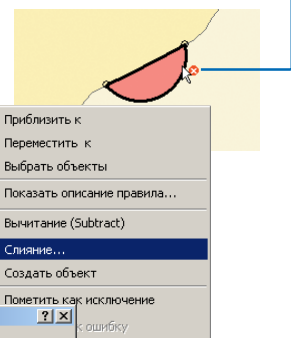 Приблизить к
Переместить к
Выбрать объекты
Показать описание правила...
Вычитание (Subtract)
Слияние...
Создать объект
Пометить как исключение
к ошибку